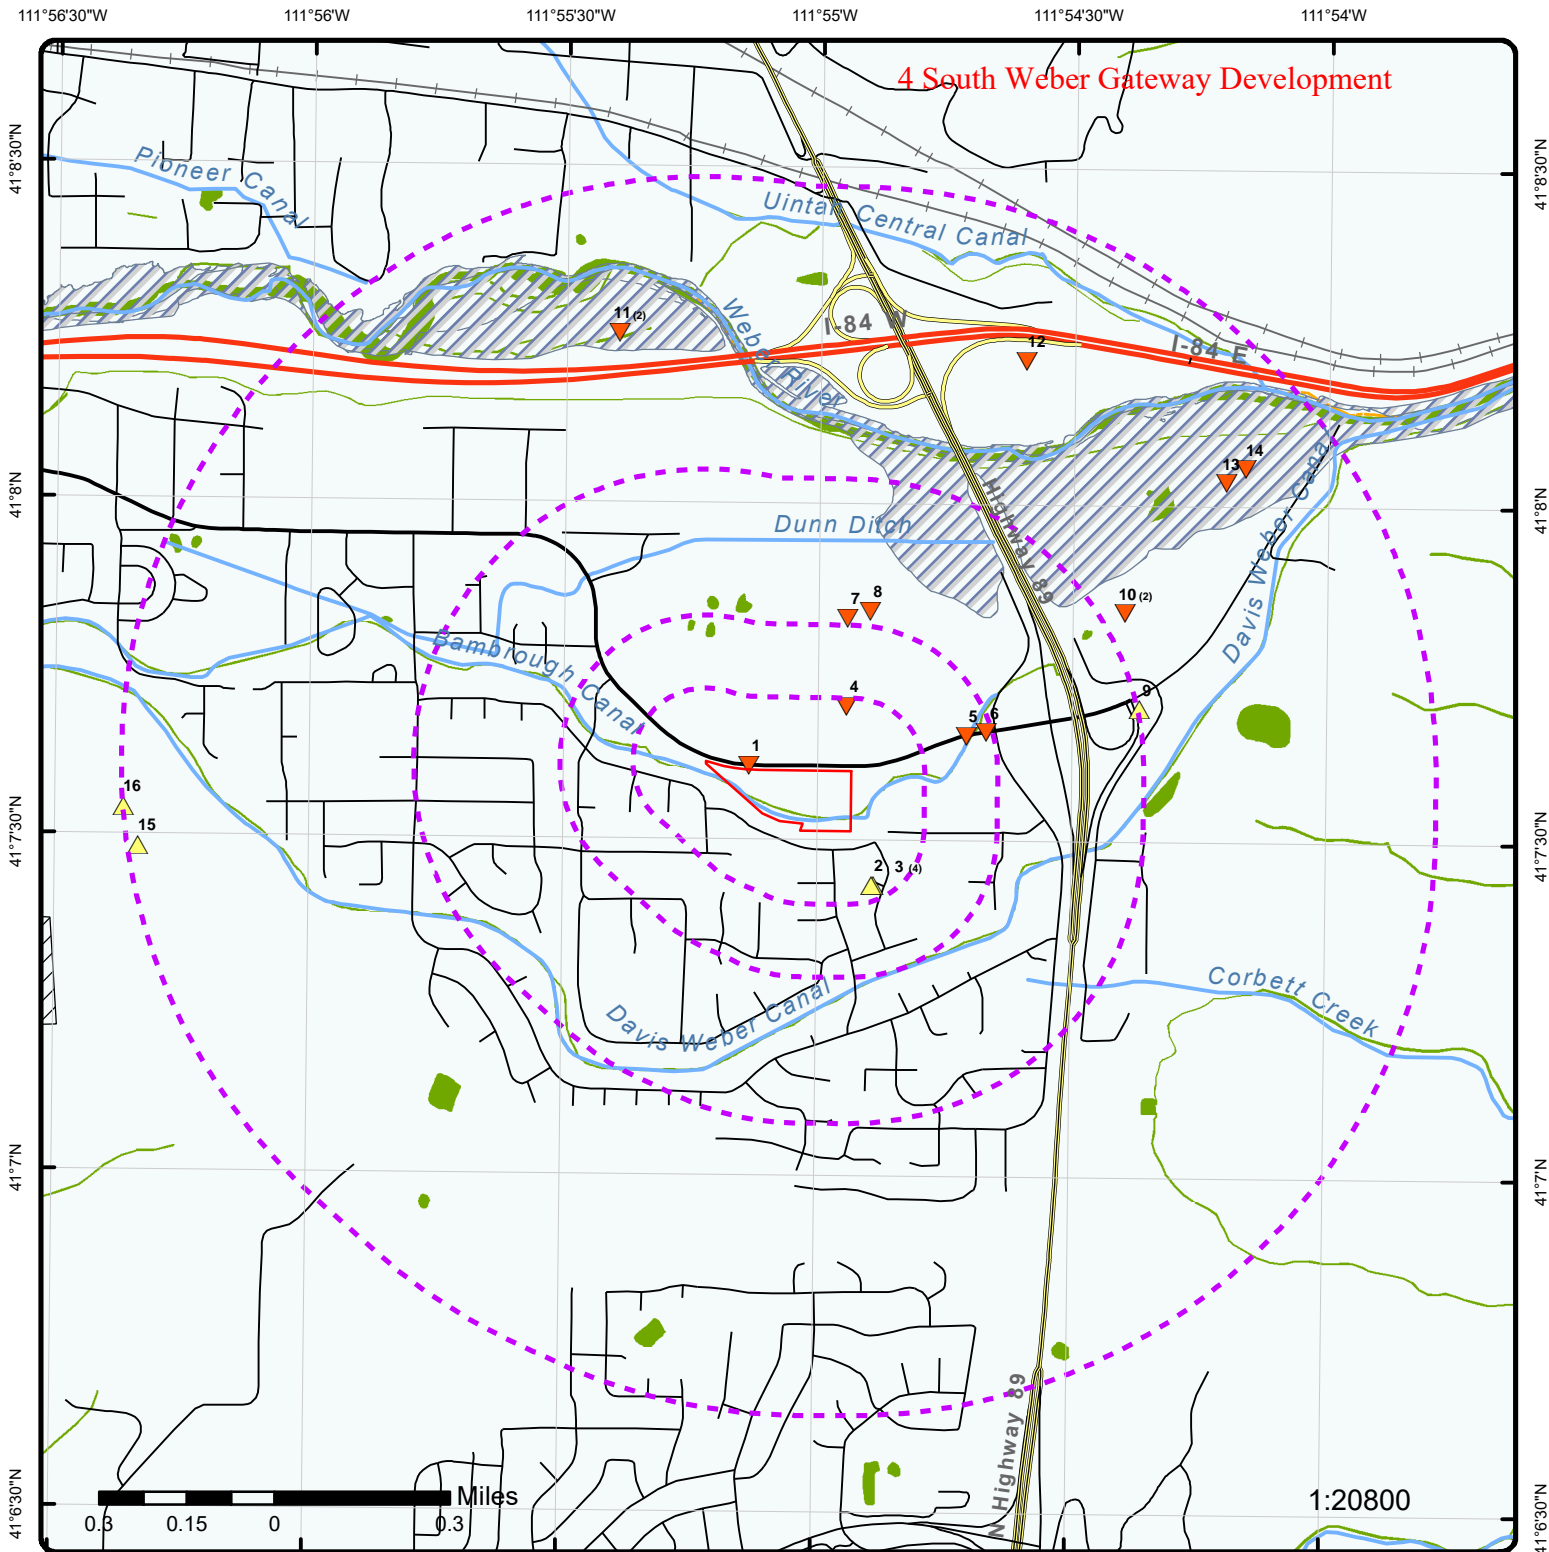 111°56'30"W 111°56'W 111°55'30"W 111°55'W 111°54'30"W 111°54'W
4 South Weber Gateway Development
41°8'30"N
41°8'30"N
Pioneer Canal
Uintah Central Canal
Weber River
I-84 W
I-84 E
11 (2)
12
13
14
41°8'N
41°8'N
Highway 89
Dunn Ditch
Davis Weber Canal
7
8
10 (2)
Bambrough Canal
4
9
5
6
1
16
15
41°7'30"N
41°7'30"N
2
3 (4)
Corbett Creek
Davis Weber Canal
41°7'N
41°7'N
N Highway 89
Miles
0.3 0.15 0 0.3
1:20800
41°6'30"N
41°6'30"N